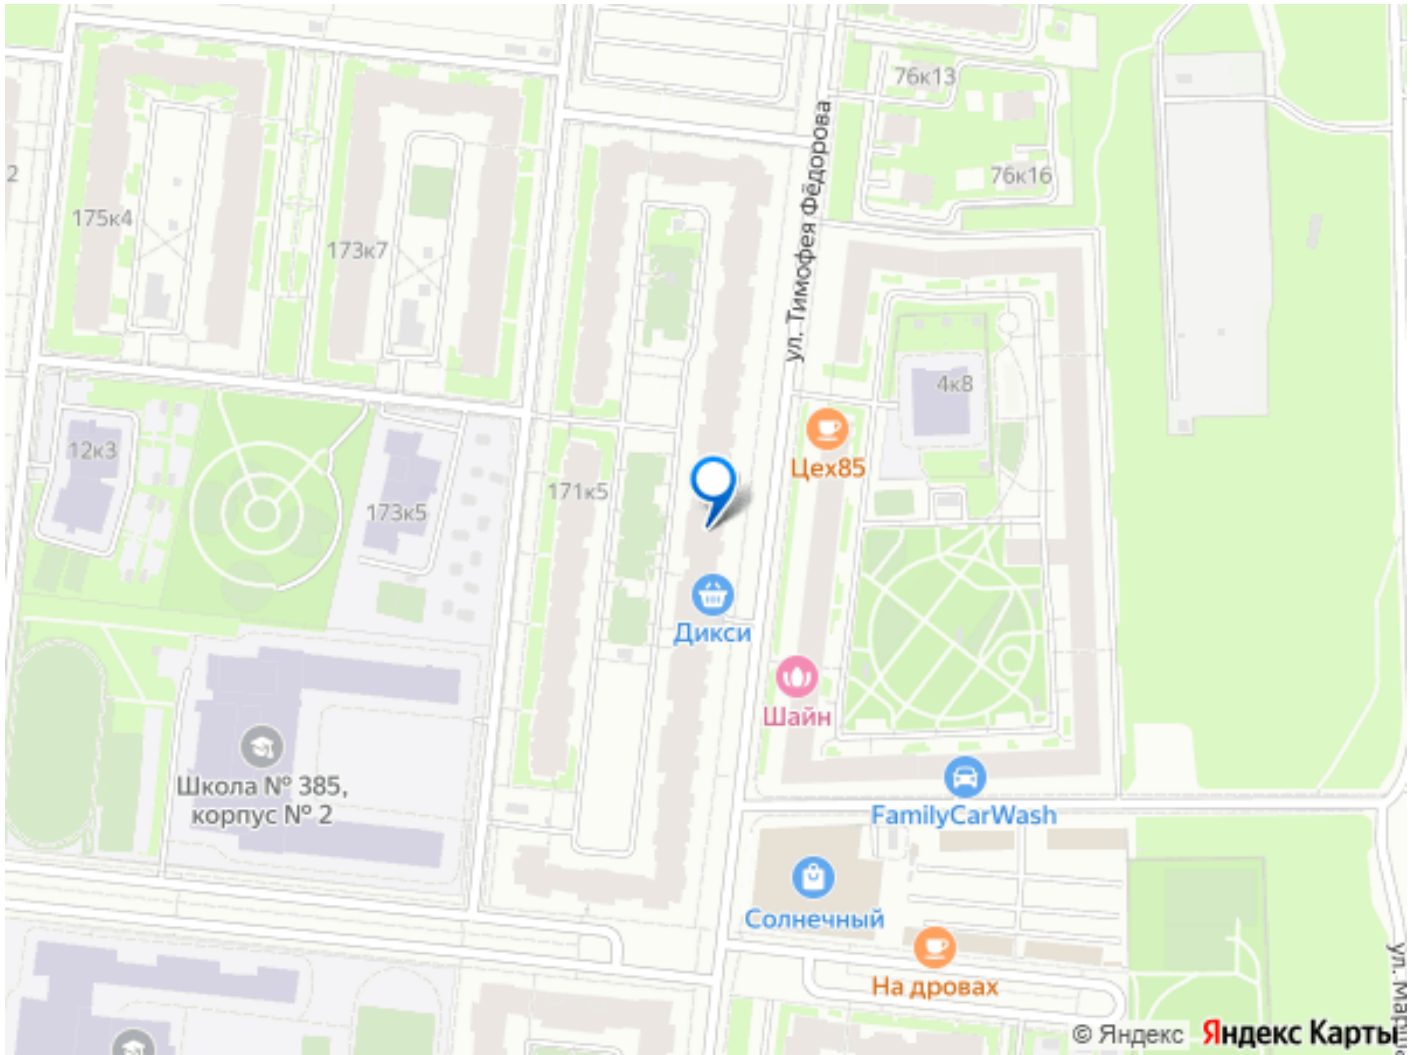 76к13
ул. Тимофея Фёдорова
76к16
2
175к4
173к7
4к8
12к3
Цех85
171к5
173к5
Дикси
Шайн
Школа № 385,
корпус № 2
FamilyCarWash
Солнечный
На дровах
© Яндекс Яндекс Карты